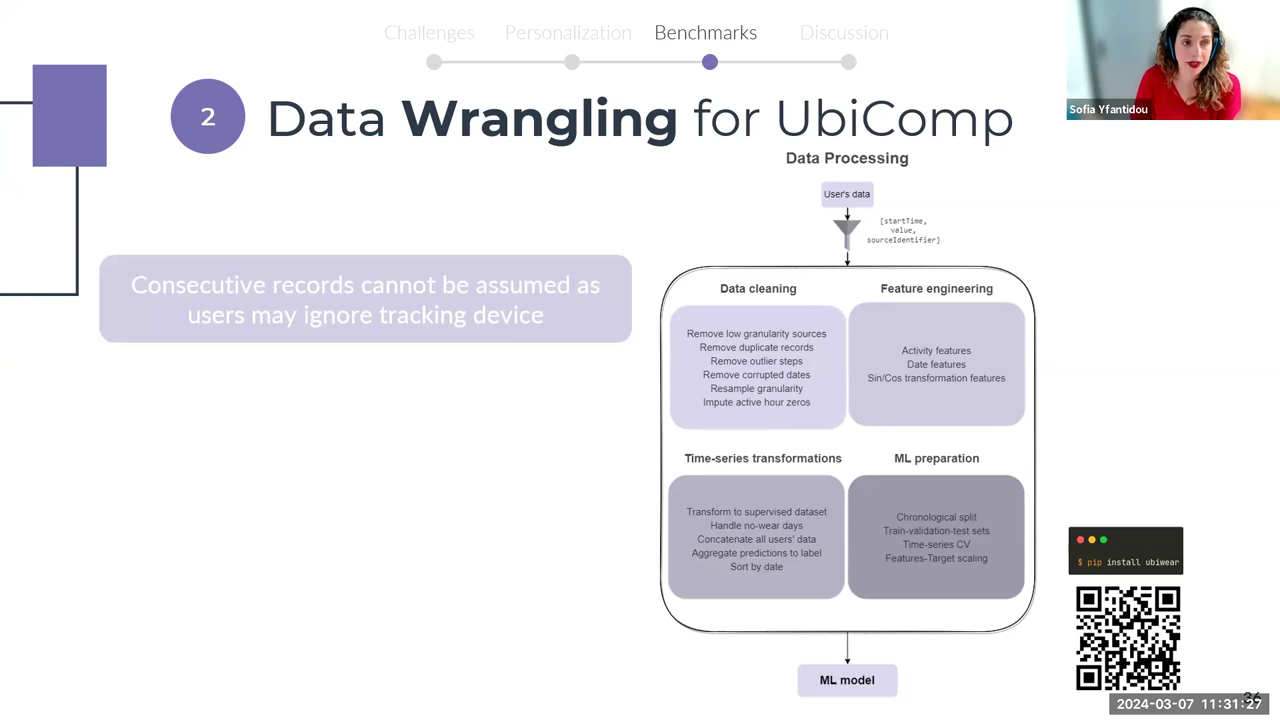 Challenges
Personalization
Benchmarks
Discussion
Sofia Yfantidou
2
Data Wrangling for UbiComp
Consecutive records cannot be assumed as
users may ignore tracking device
Data Processing
User's data
[startTime,
value,
sourceIdentifier]
Data cleaning
Remove low granularity sources
Remove duplicate records
Remove outlier steps
Remove corrupted dates
Resample granularity
Impute active hour zeros
Feature engineering
Activity features
Date features
Sin/Cos transformation features
Time-series transformations
Transform to supervised dataset
Handle no-wear days
Concatenate all users' data
Aggregate predictions to label
Sort by date
ML preparation
Chronological split
Train-validation-test sets
Time-series CV
Features-Target scaling
ML model
$ pip install ubiwear
36
2024-03-07 11:31:27